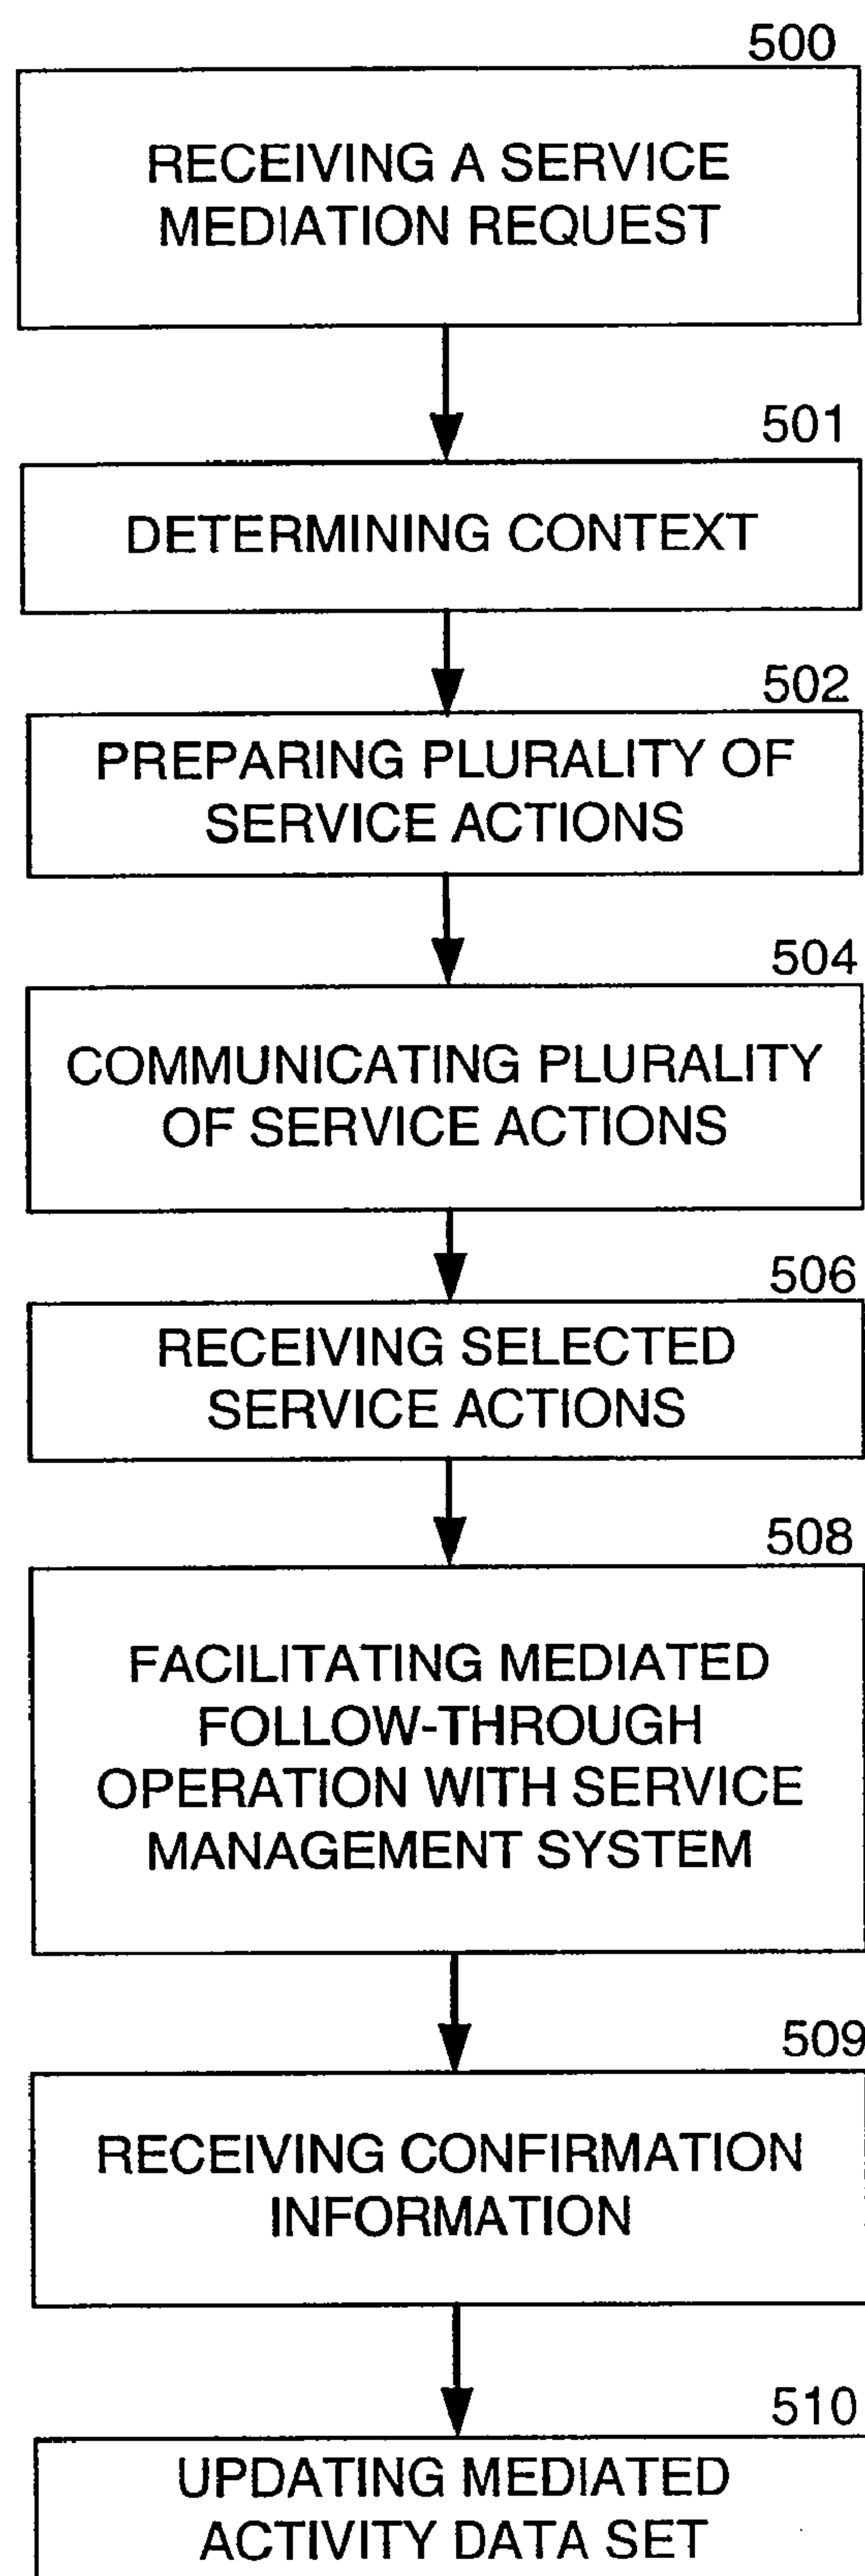 500
RECEIVING A SERVICE
MEDIATION REQUEST
501
DETERMINING CONTEXT
502
PREPARING PLURALITY OF
SERVICE ACTIONS
504
COMMUNICATING PLURALITY
OF SERVICE ACTIONS
506
RECEIVING SELECTED
SERVICE ACTIONS
508
FACILITATING MEDIATED
FOLLOW-THROUGH
OPERATION WITH SERVICE
MANAGEMENT SYSTEM
509
RECEIVING CONFIRMATION
INFORMATION
510
UPDATING MEDIATED
ACTIVITY DATA SET